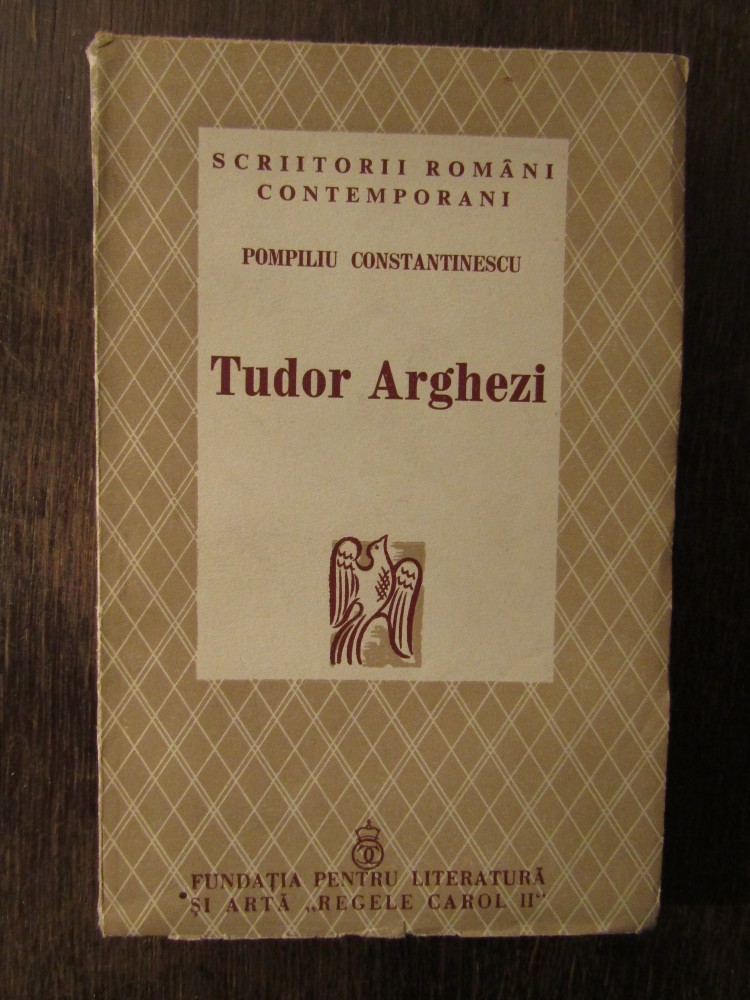 SCRIITORII ROMÂNI
CONTEMPORANI
POMPILIU CONSTANTINESCU
Tudor Arghezi
FUNDAȚIA PENTRU LITERATURĂ
ȘI ARTĂ „REGELE CAROL II"